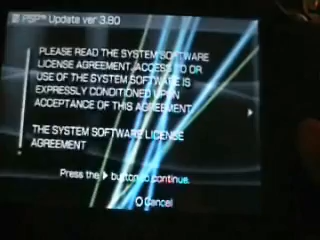 PSP™ Update ver 3.80
PLEASE READ THE SYSTEM SOFTWARE
LICENSE AGREEMENT. ACCESS TO OR
USE OF THE SYSTEM SOFTWARE IS
EXPRESSLY CONDITIONED UPON
ACCEPTANCE OF THIS AGREEMENT.
THE SYSTEM SOFTWARE LICENSE
AGREEMENT
Press the ▶ button to continue.
O Cancel